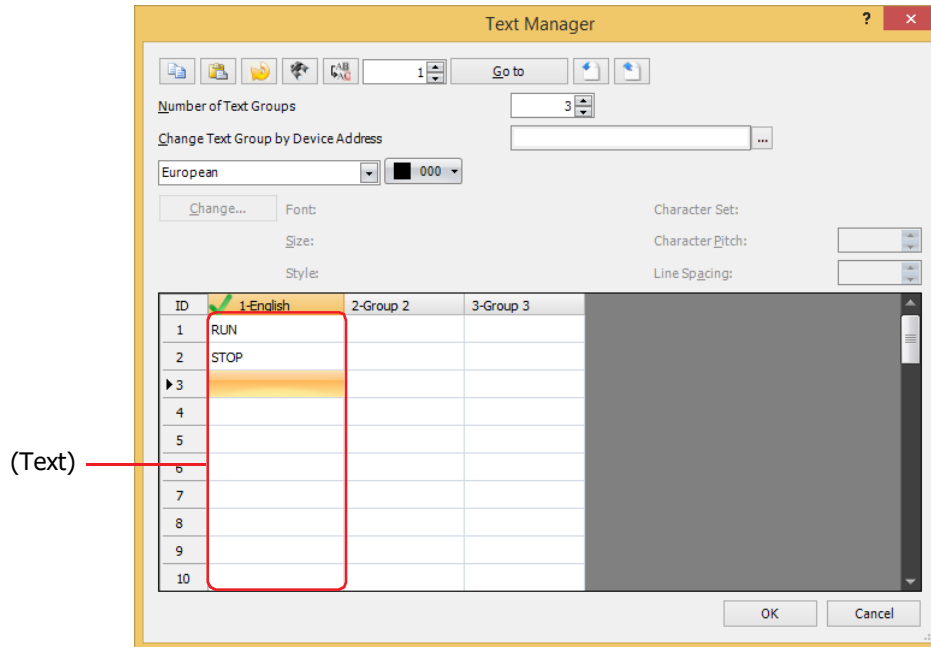 Text Manager ? ×
AB AC 1 Go to
Number of Text Groups 3
Change Text Group by Device Address ...
European 000
Change... Font: Character Set:
Size: Character Pitch:
Style: Line Spacing:
ID 1-English 2-Group 2 3-Group 3
1 RUN
2 STOP
3
4
5
(Text) 6
7
8
9
10
OK Cancel